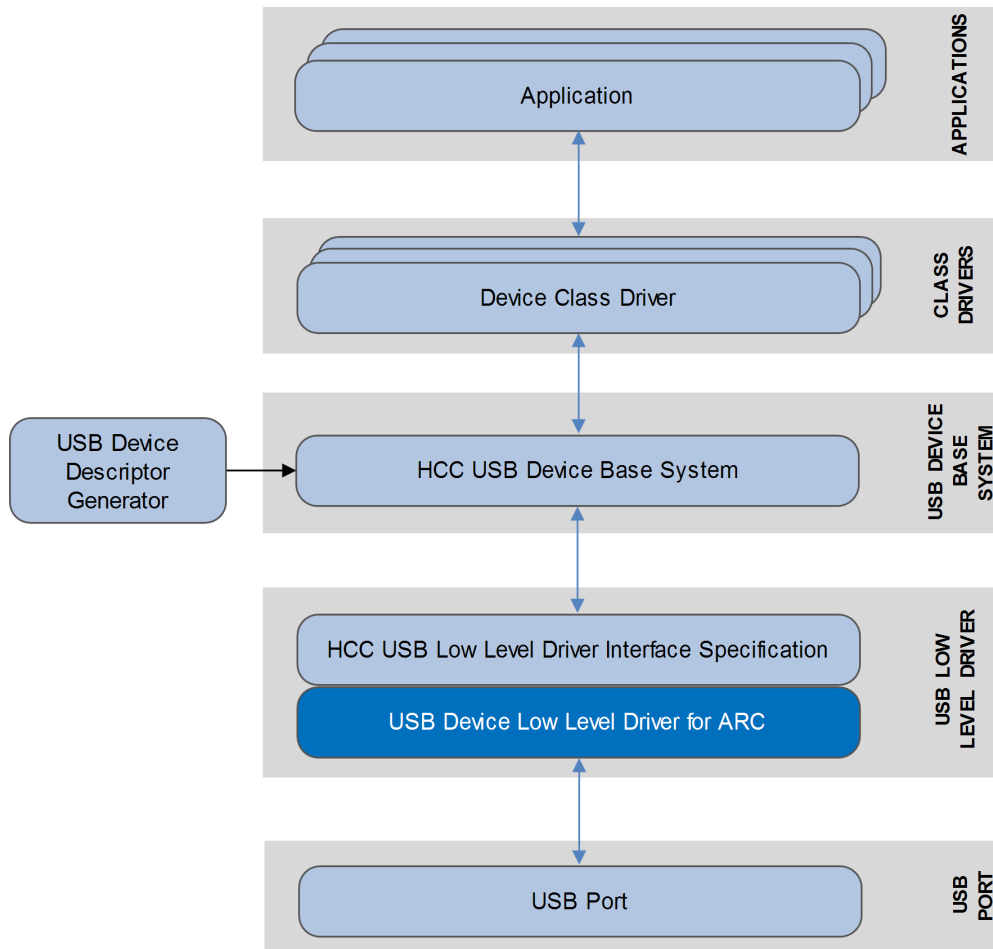 Application
APPLICATIONS
Device Class Driver
CLASS
DRIVERS
USB Device
Descriptor
Generator
HCC USB Device Base System
USB DEVICE
BASE
SYSTEM
HCC USB Low Level Driver Interface Specification
USB Device Low Level Driver for ARC
USB LOW
LEVEL DRIVER
USB Port
USB
PORT